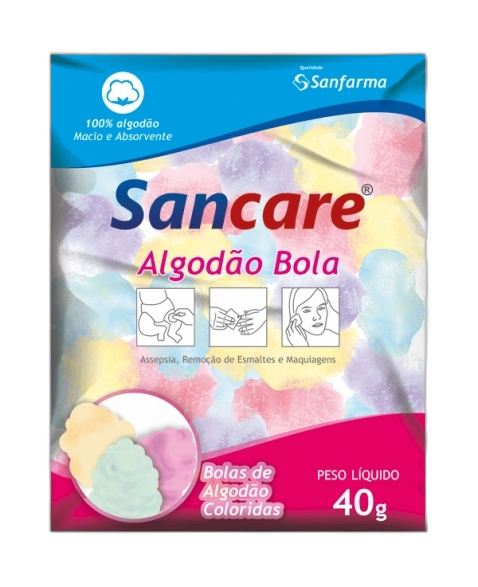 Qualidade
Sanfarma
100% algodão
Macio e Absorvente
Sancare®
Algodão Bola
Assepsia, Remoção de Esmaltes e Maquiagens
Bolas de
Algodão
Coloridas
PESO LÍQUIDO
40g